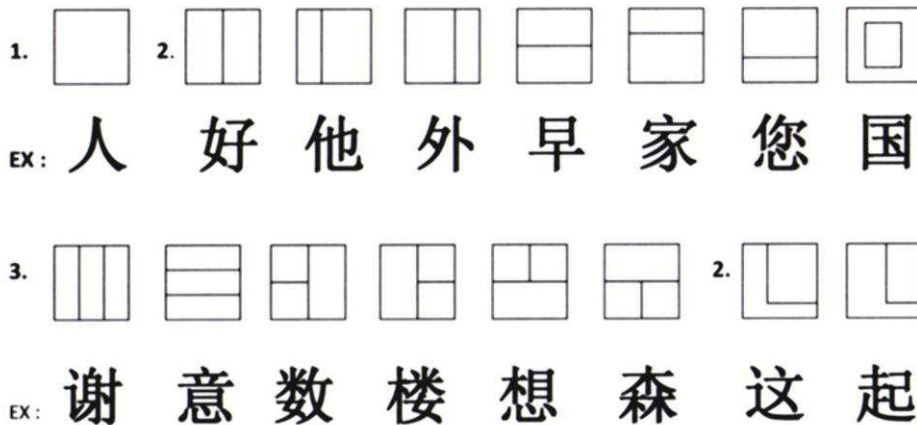 1. 2.
EX : 人 好 他 外 早 家 您 国
3. 2.
EX : 谢 意 数 楼 想 森 这 起